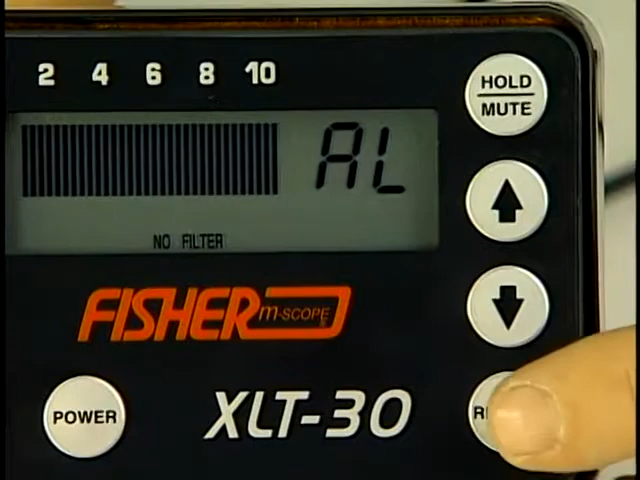 2 4 6 8 10
HOLD
MUTE
AL
NO FILTER
FISHER m-SCOPE
POWER
XLT-30